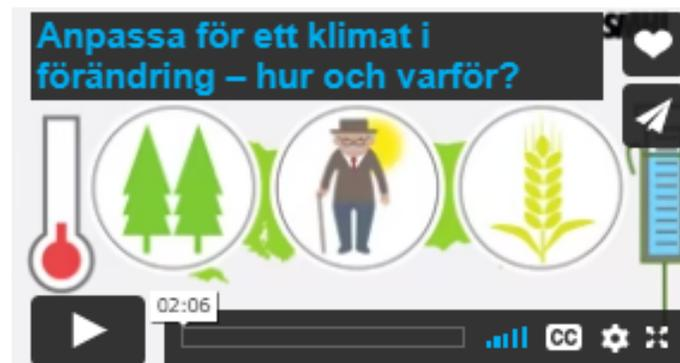 Anpassa för ett klimat i
förändring – hur och varför?
02:06
CC